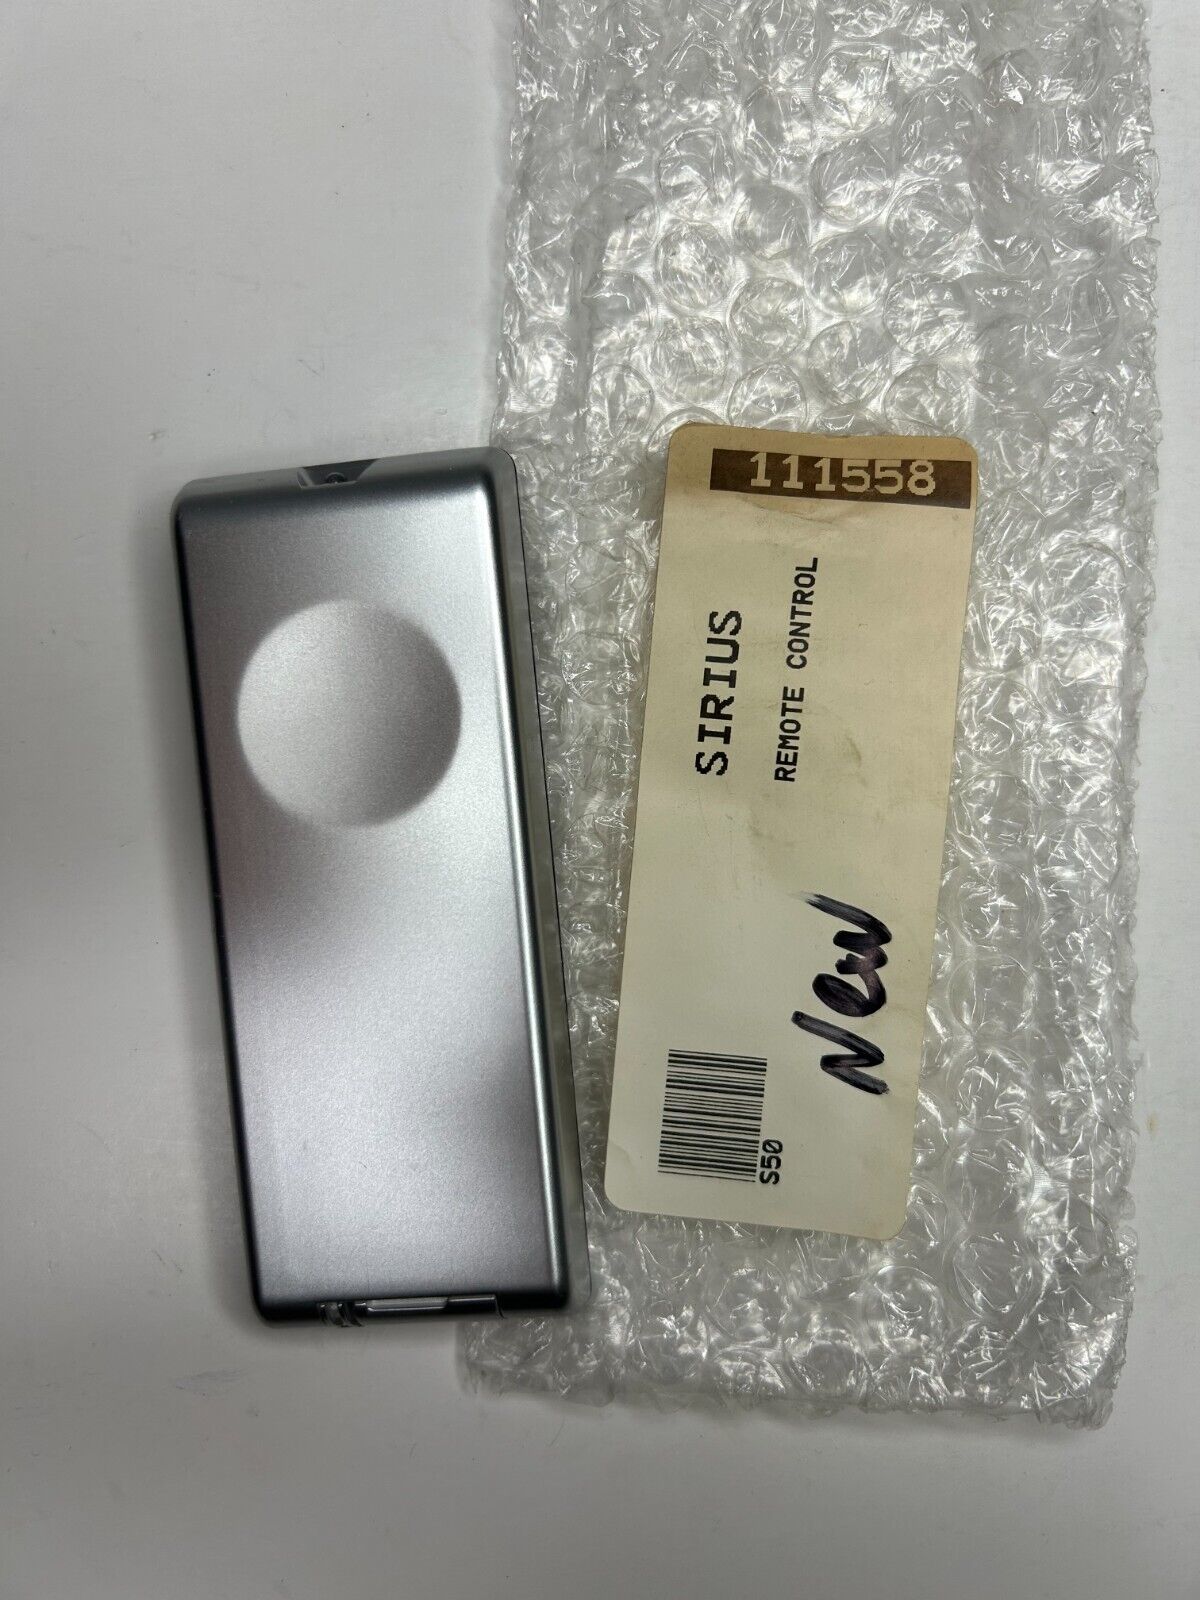 111558
SIRIUS
REMOTE CONTROL
New
S50